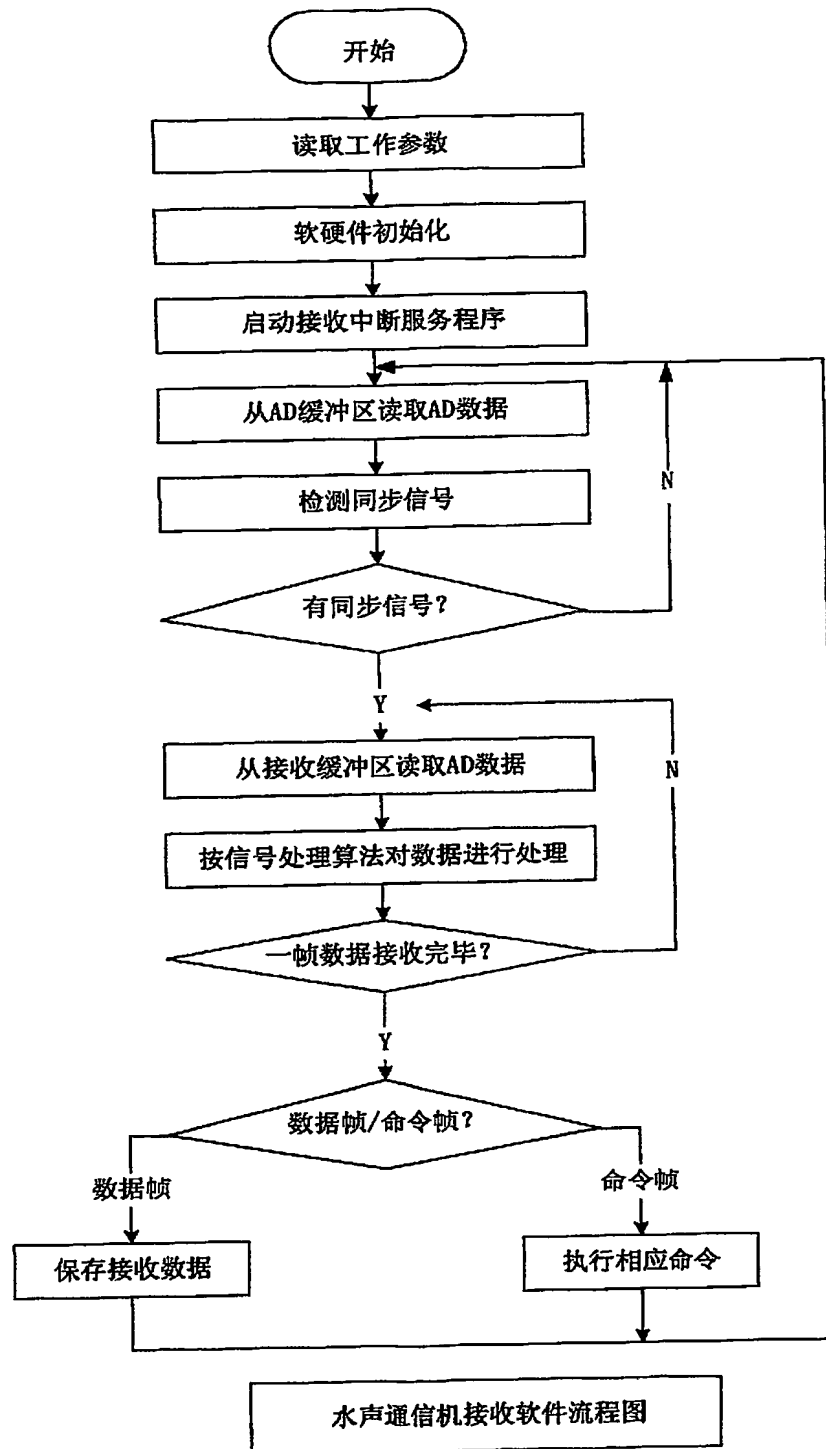 开始
读取工作参数
软硬件初始化
启动接收中断服务程序
从AD缓冲区读取AD数据
检测同步信号
N
有同步信号？
Y
从接收缓冲区读取AD数据
N
按信号处理算法对数据进行处理
一帧数据接收完毕？
Y
数据帧/命令帧？
数据帧
命令帧
保存接收数据
执行相应命令
水声通信机接收软件流程图